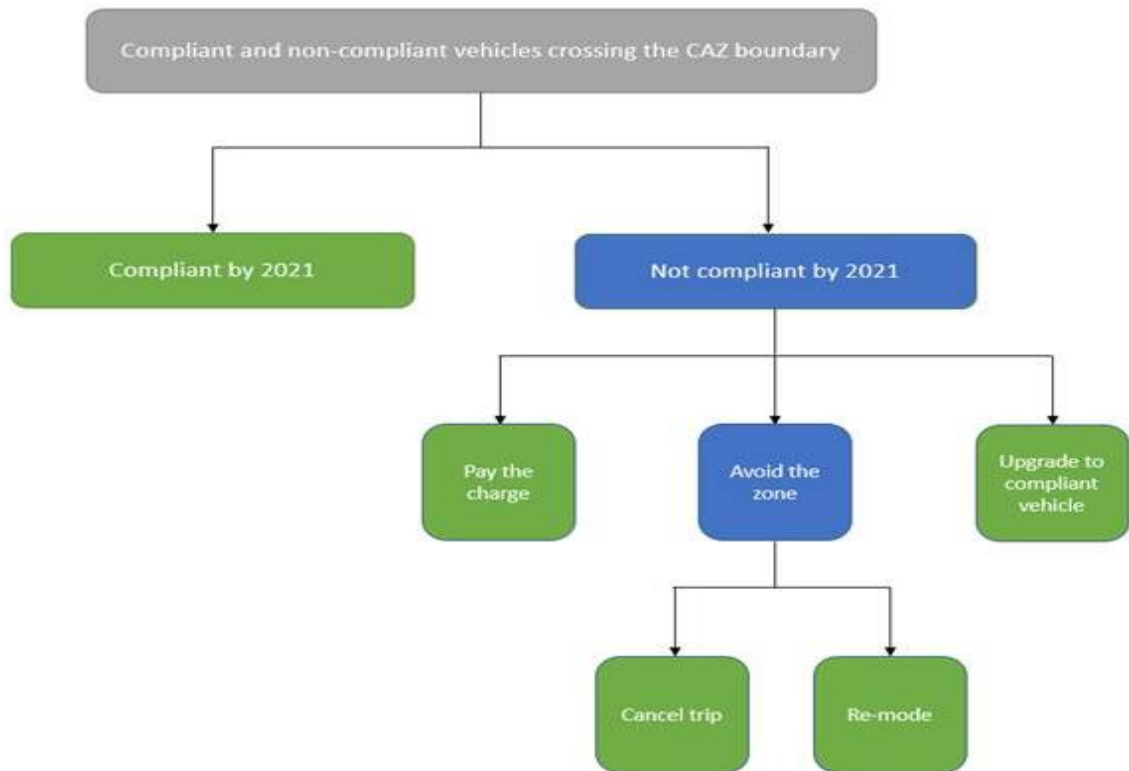 Compliant and non-compliant vehicles crossing the CAZ boundary
Compliant by 2021
Not compliant by 2021
Pay the
charge
Avoid the
zone
Upgrade to
compliant
vehicle
Cancel trip
Re-mode